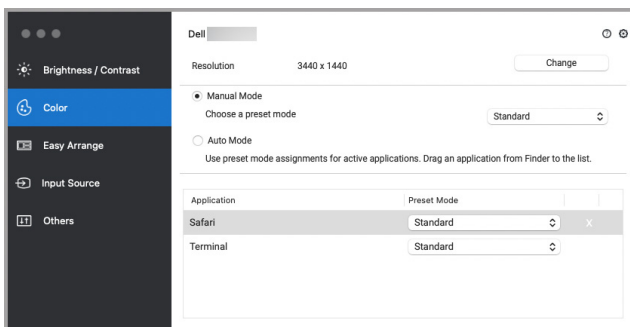 Dell
Resolution 3440 x 1440 Change
Brightness / Contrast
Color
Easy Arrange
Input Source
Others
Manual Mode
Choose a preset mode Standard
Auto Mode
Use preset mode assignments for active applications. Drag an application from Finder to the list.
Application Preset Mode
Safari Standard X
Terminal Standard